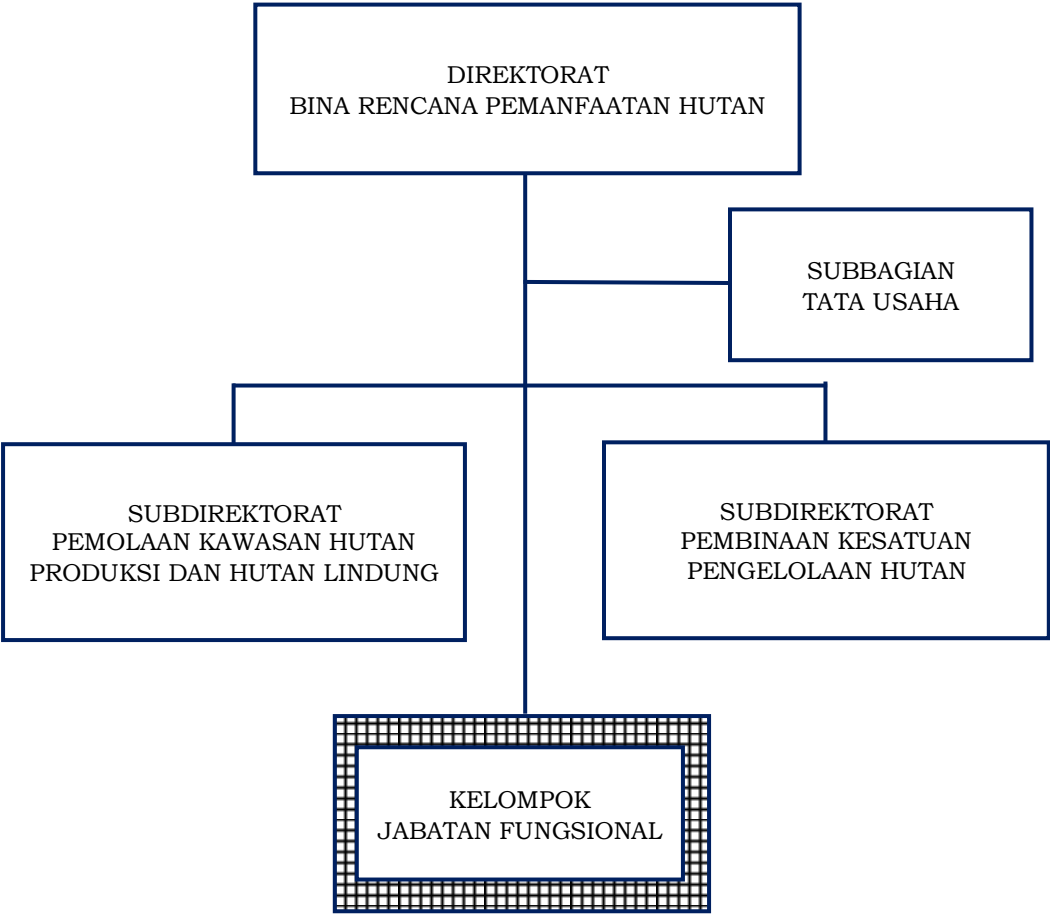 DIREKTORAT
BINA RENCANA PEMANFAATAN HUTAN
SUBBAGIAN
TATA USAHA
SUBDIREKTORAT
PEMOLAAN KAWASAN HUTAN
PRODUKSI DAN HUTAN LINDUNG
SUBDIREKTORAT
PEMBINAAN KESATUAN
PENGELOLAAN HUTAN
KELOMPOK
JABATAN FUNGSIONAL